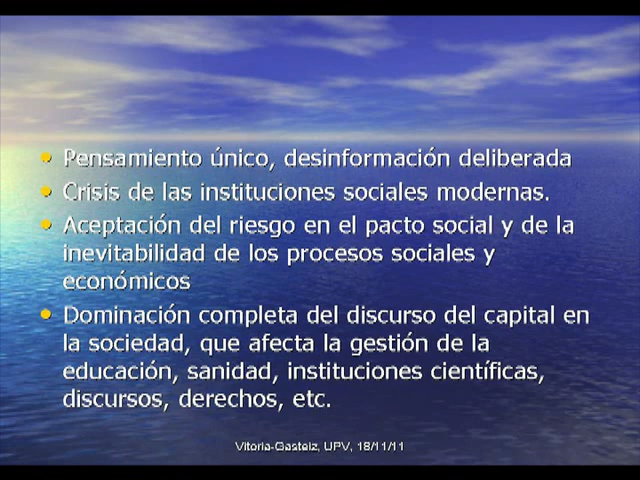 Pensamiento único, desinformación deliberada
Crisis de las instituciones sociales modernas.
Aceptación del riesgo en el pacto social y de la
inevitabilidad de los procesos sociales y
económicos
Dominación completa del discurso del capital en
la sociedad, que afecta la gestión de la
educación, sanidad, instituciones científicas,
discursos, derechos, etc.
Vitoria-Gasteiz, UPV, 18/11/11